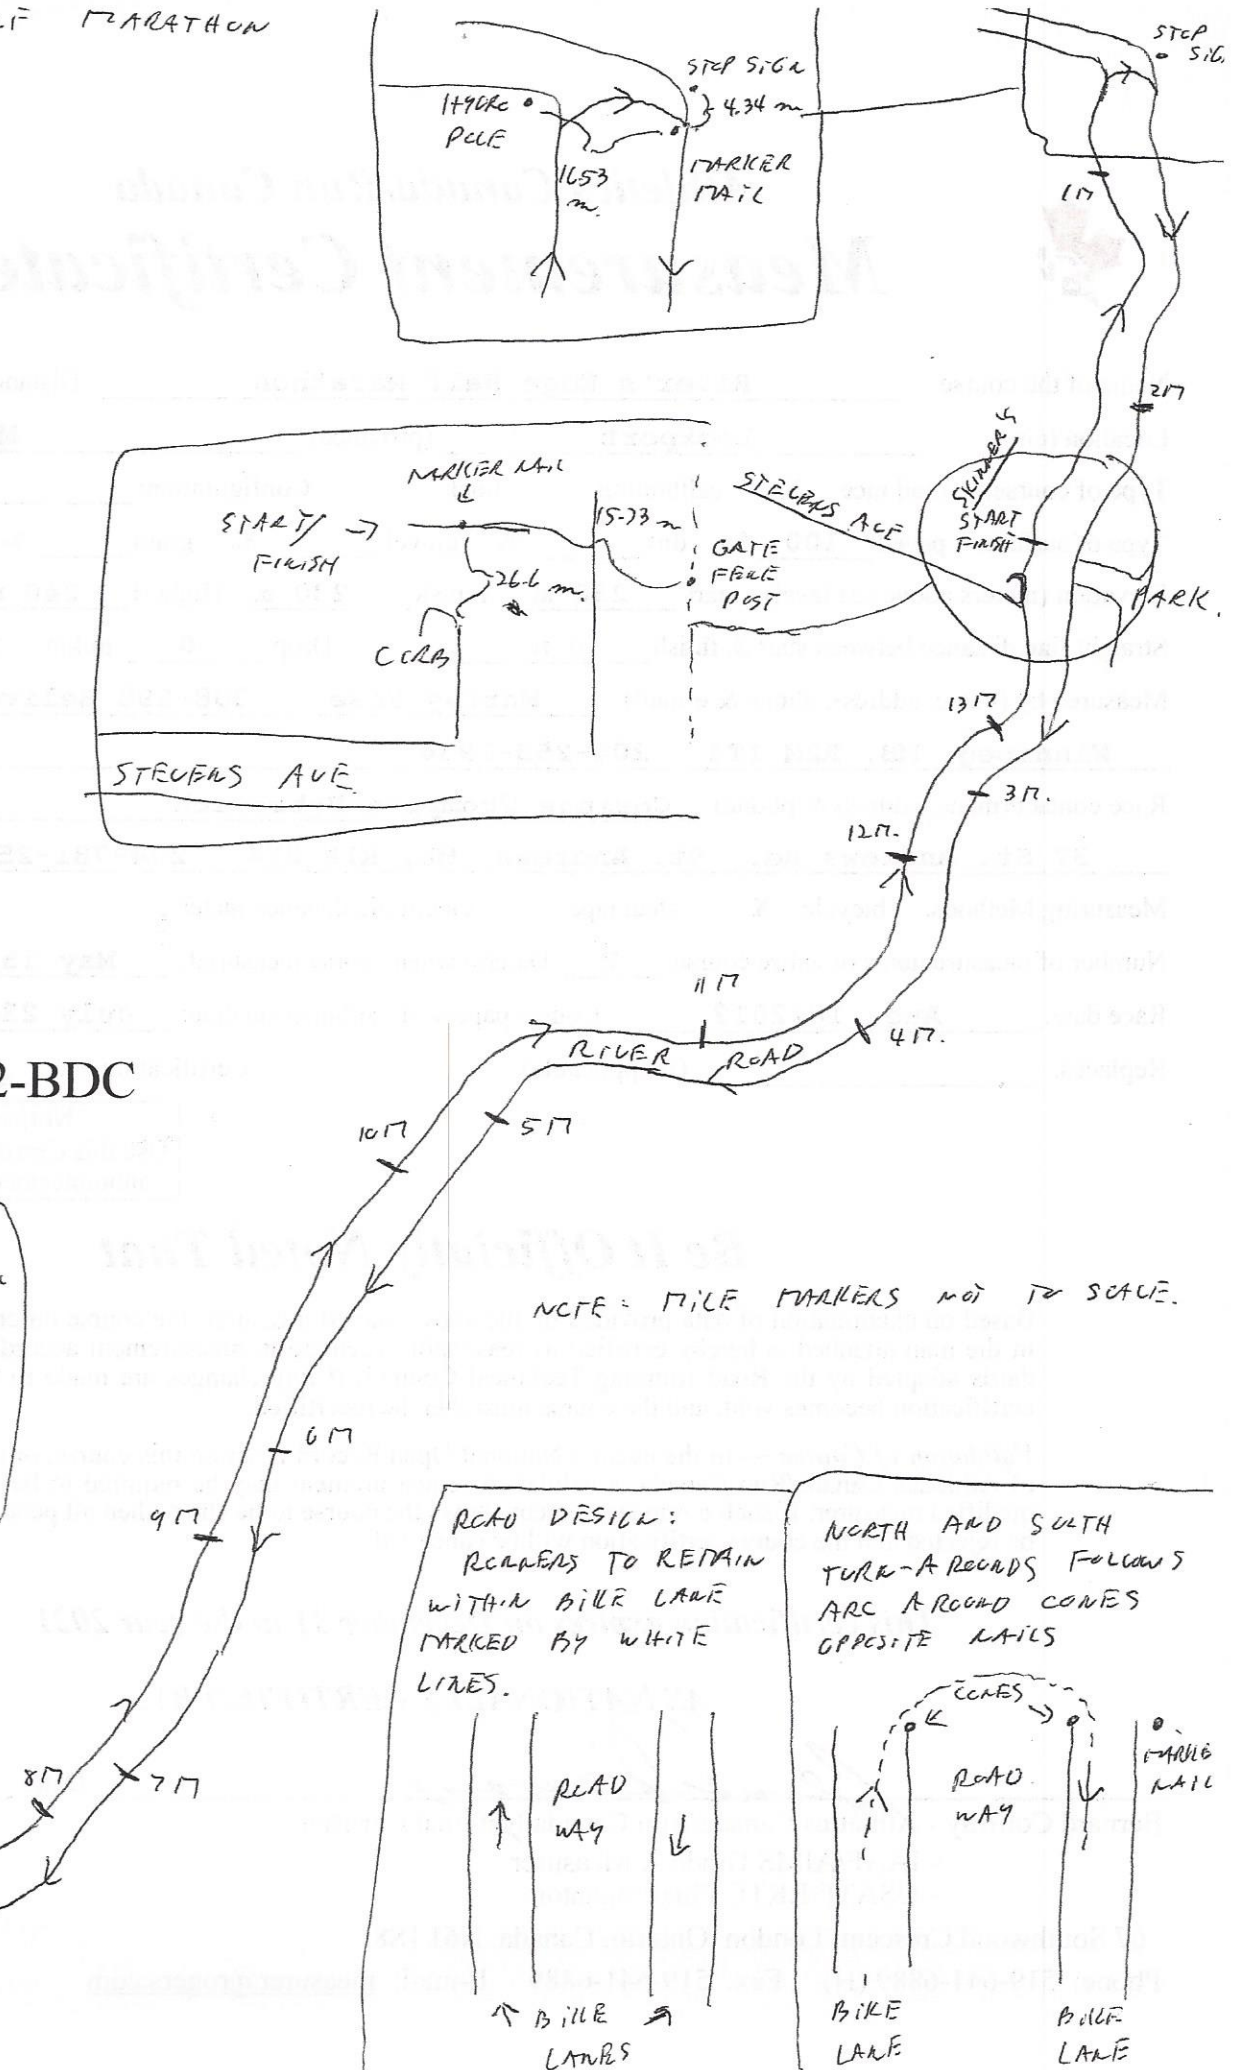 MARATHON
STOP SIGN
4.34 m
HYDRO
POLE
16.53
m.
MARKER
NAIL
STOP
SIG
1M
2M
MARKER NAIL
START/
FINISH
15.73 m
26.6 m.
GATE
FENCE
POST
CURB
STEVENS AVE
STEVENS AVE
SKINNERS
START
FINISH
PARK.
13M
3M.
12M.
11M
4M.
RIVER ROAD
2-BDC
10M
5M
NOTE: MILE MARKERS NOT TO SCALE.
6M
9M
8M
7M
ROAD DESIGN:
RUNNERS TO REMAIN
WITHIN BIKE LANE
MARKED BY WHITE
LINES.
ROAD
WAY
BIKE
LANES
NORTH AND SOUTH
TURN-AROUNDS FOLLOWS
ARC AROUND CONES
OPPOSITE NAILS
CONES
ROAD
WAY
MARKE
NAIL
BIKE
LANE
BIKE
LANE